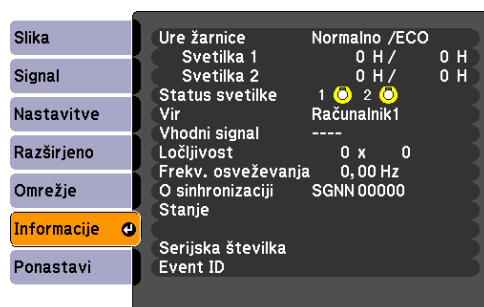 Slika
Signal
Nastavitve
Razširjeno
Omrežje
Informacije
Ponastavi
Ure žarnice Normalno /ECO
Svetilka 1 0 H / 0 H
Svetilka 2 0 H / 0 H
Status svetilke 1 2
Vir Računalnik1
Vhodni signal ----
Ločljivost 0 x 0
Frekv. osveževanja 0,00 Hz
O sinhronizaciji SGNN 00000
Stanje
Serijska številka
Event ID